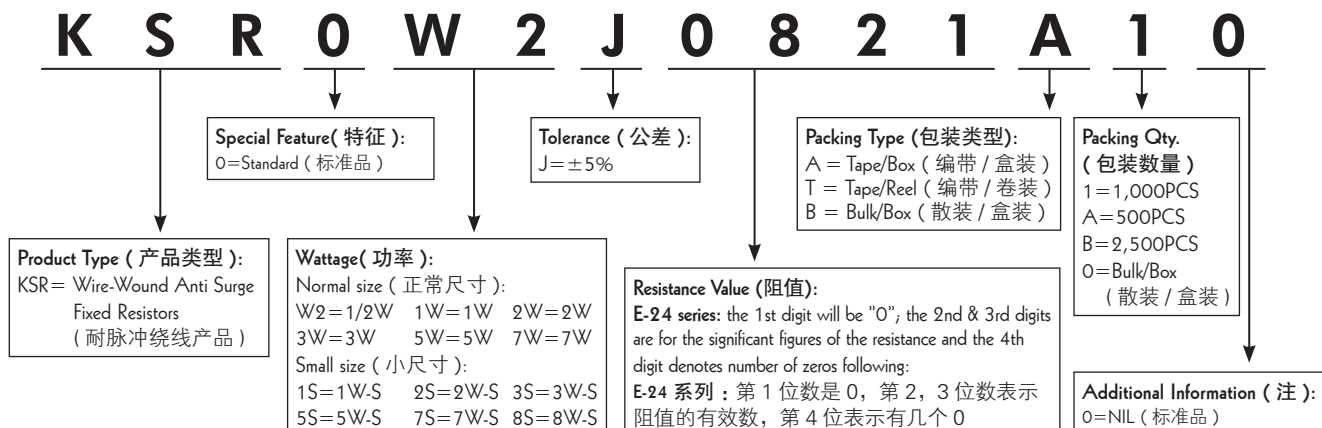 K S R 0 W 2 J 0 8 2 1 A 1 0
Special Feature( 特征 ):
0=Standard ( 标准品 )
Tolerance ( 公差 ):
J=±5%
Packing Type (包装类型):
A = Tape/Box ( 编带 / 盒装 )
T = Tape/Reel ( 编带 / 卷装 )
B = Bulk/Box ( 散装 / 盒装 )
Packing Qty.
( 包装数量 )
1=1,000PCS
A=500PCS
B=2,500PCS
0=Bulk/Box
( 散装 / 盒装 )
Product Type ( 产品类型 ):
KSR= Wire-Wound Anti Surge
Fixed Resistors
( 耐脉冲绕线产品 )
Wattage( 功率 ):
Normal size ( 正常尺寸 ):
W2=1/2W 1W=1W 2W=2W
3W=3W 5W=5W 7W=7W
Small size ( 小尺寸 ):
1S=1W-S 2S=2W-S 3S=3W-S
5S=5W-S 7S=7W-S 8S=8W-S
Resistance Value (阻值):
E-24 series: the 1st digit will be "0"; the 2nd & 3rd digits
are for the significant figures of the resistance and the 4th
digit denotes number of zeros following:
E-24 系列 : 第 1 位数是 0，第 2，3 位数表示
阻值的有效数，第 4 位表示有几个 0
Additional Information ( 注 ):
0=NIL ( 标准品 )